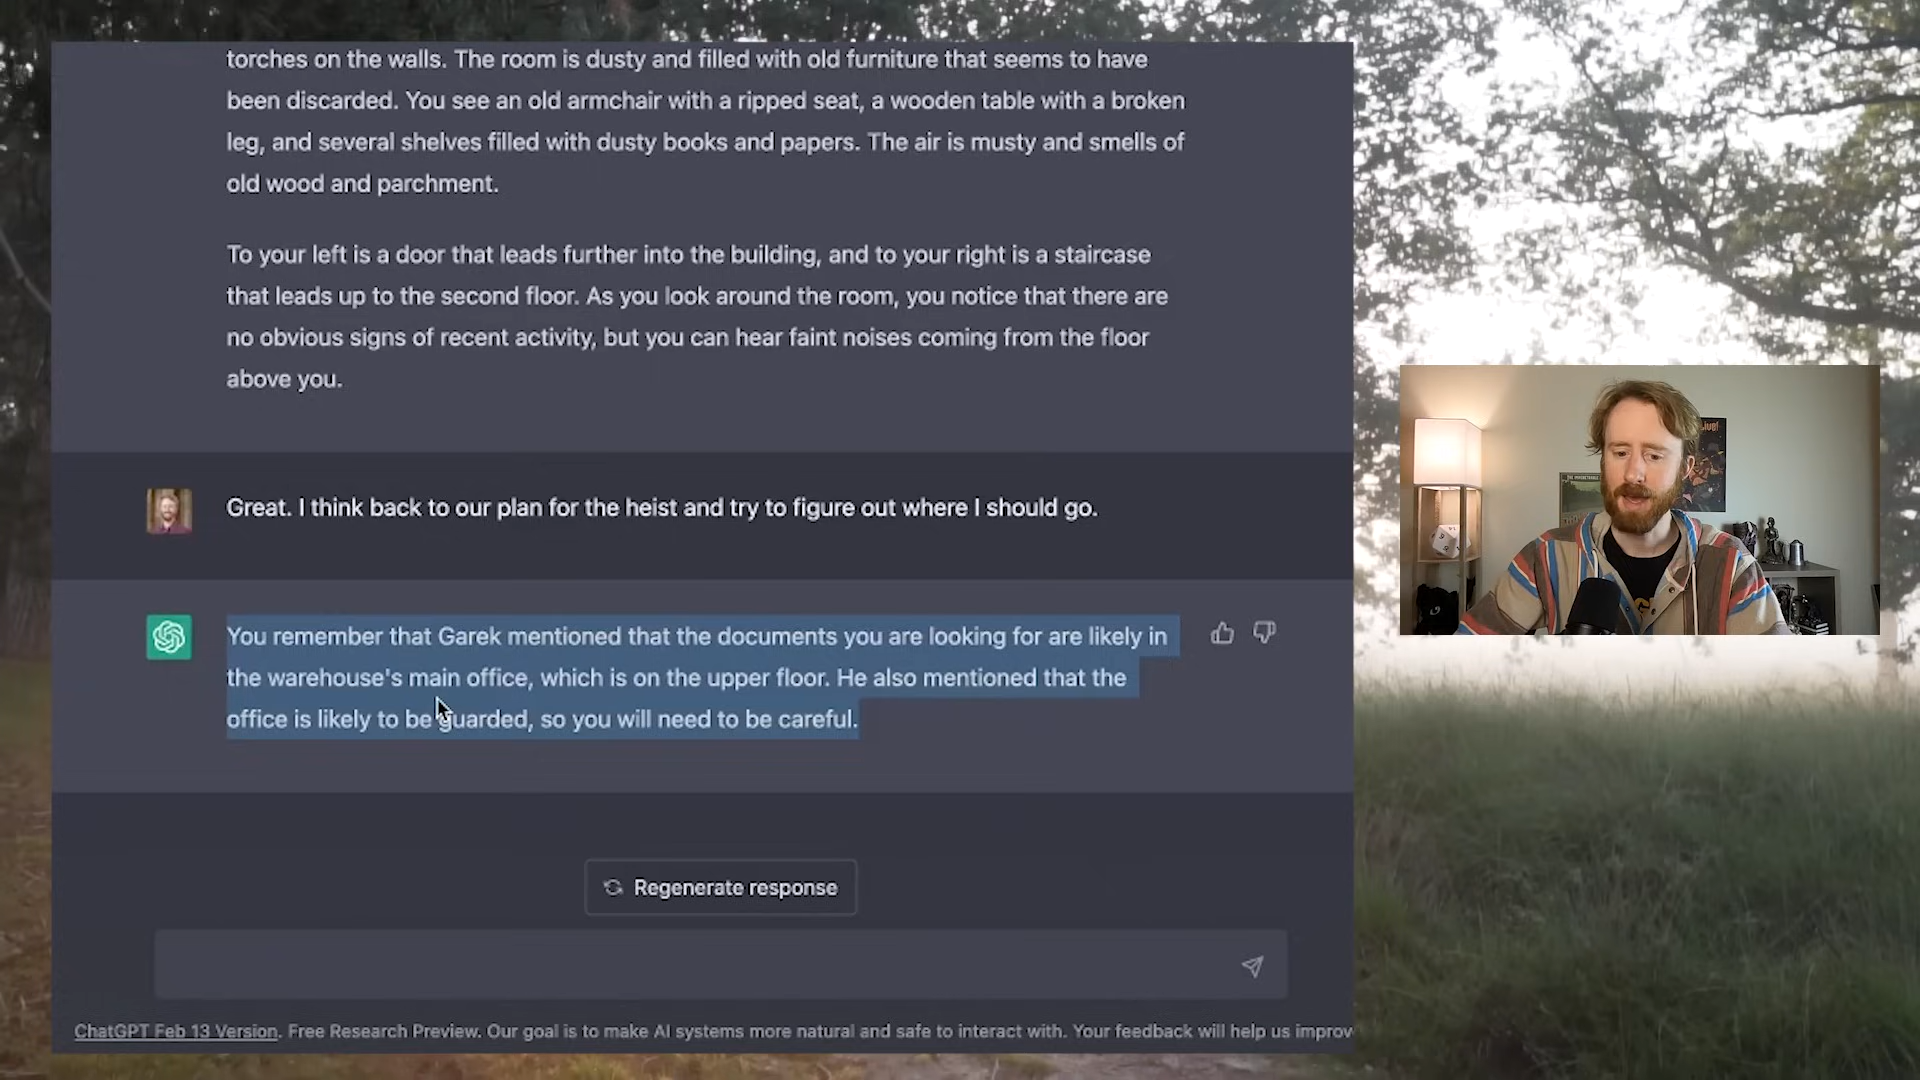 torches on the walls. The room is dusty and filled with old furniture that seems to have
been discarded. You see an old armchair with a ripped seat, a wooden table with a broken
leg, and several shelves filled with dusty books and papers. The air is musty and smells of
old wood and parchment.
To your left is a door that leads further into the building, and to your right is a staircase
that leads up to the second floor. As you look around the room, you notice that there are
no obvious signs of recent activity, but you can hear faint noises coming from the floor
above you.
Great. I think back to our plan for the heist and try to figure out where I should go.
You remember that Garek mentioned that the documents you are looking for are likely in
the warehouse's main office, which is on the upper floor. He also mentioned that the
office is likely to be guarded, so you will need to be careful.
Regenerate response
ChatGPT Feb 13 Version. Free Research Preview. Our goal is to make AI systems more natural and safe to interact with. Your feedback will help us improv